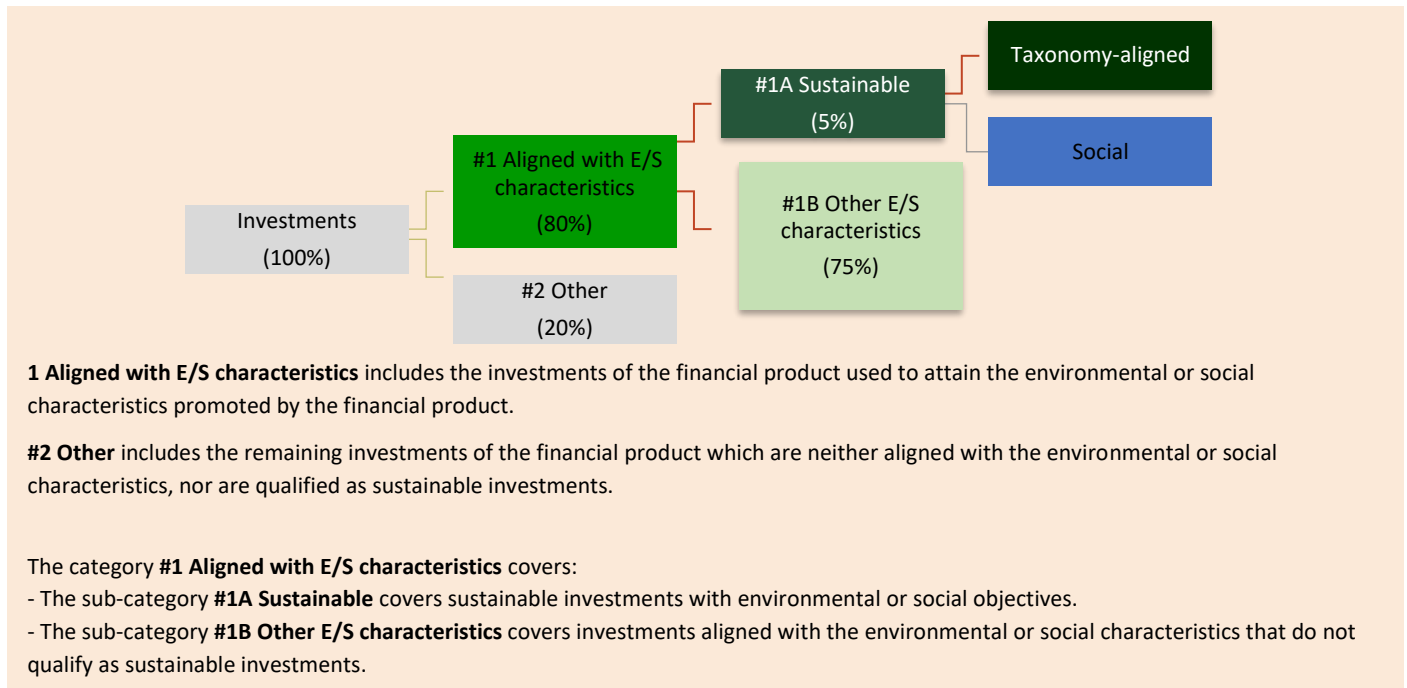 Taxonomy-aligned
#1A Sustainable
(5%)
Social
#1 Aligned with E/S
characteristics
(80%)
#1B Other E/S
characteristics
(75%)
Investments
(100%)
#2 Other
(20%)
1 Aligned with E/S characteristics includes the investments of the financial product used to attain the environmental or social
characteristics promoted by the financial product.
#2 Other includes the remaining investments of the financial product which are neither aligned with the environmental or social
characteristics, nor are qualified as sustainable investments.
The category #1 Aligned with E/S characteristics covers:
- The sub-category #1A Sustainable covers sustainable investments with environmental or social objectives.
- The sub-category #1B Other E/S characteristics covers investments aligned with the environmental or social characteristics that do not
qualify as sustainable investments.